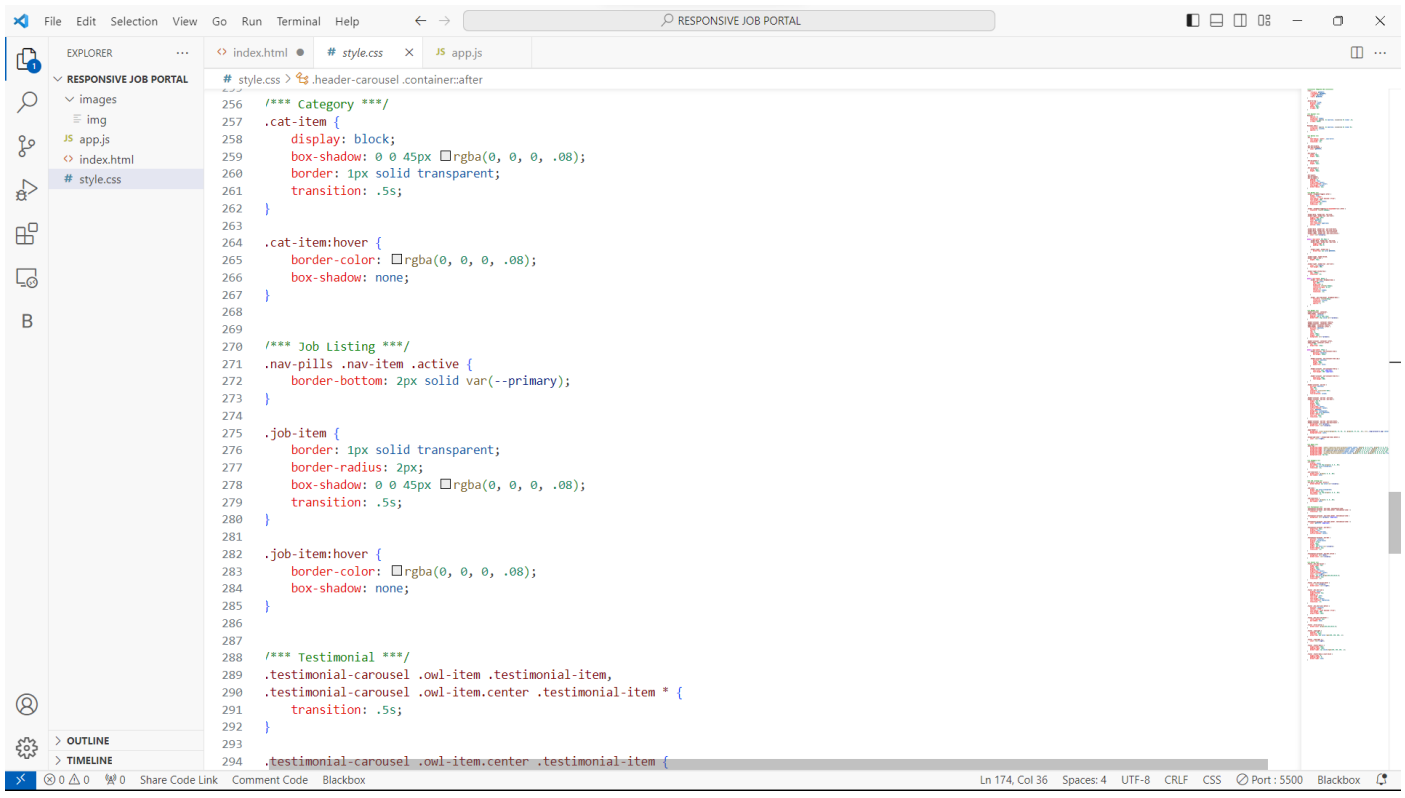 File Edit Selection View Go Run Terminal Help ← → RESPONSIVE JOB PORTAL
EXPLORER ···
RESPONSIVE JOB PORTAL
images
img
JS app.js
<> index.html
# style.css
OUTLINE
TIMELINE
1
B
<> index.html ● # style.css × JS app.js
# style.css > .header-carousel .container::after
256 /*** Category ***/
257 .cat-item {
258 display: block;
259 box-shadow: 0 0 45px rgba(0, 0, 0, .08);
260 border: 1px solid transparent;
261 transition: .5s;
262 }
263
264 .cat-item:hover {
265 border-color: rgba(0, 0, 0, .08);
266 box-shadow: none;
267 }
268
269
270 /*** Job Listing ***/
271 .nav-pills .nav-item .active {
272 border-bottom: 2px solid var(--primary);
273 }
274
275 .job-item {
276 border: 1px solid transparent;
277 border-radius: 2px;
278 box-shadow: 0 0 45px rgba(0, 0, 0, .08);
279 transition: .5s;
280 }
281
282 .job-item:hover {
283 border-color: rgba(0, 0, 0, .08);
284 box-shadow: none;
285 }
286
287
288 /*** Testimonial ***/
289 .testimonial-carousel .owl-item .testimonial-item,
290 .testimonial-carousel .owl-item.center .testimonial-item * {
291 transition: .5s;
292 }
293
294 .testimonial-carousel .owl-item.center .testimonial-item {
0 0 0 Share Code Link Comment Code Blackbox Ln 174, Col 36 Spaces: 4 UTF-8 CRLF CSS Port : 5500 Blackbox